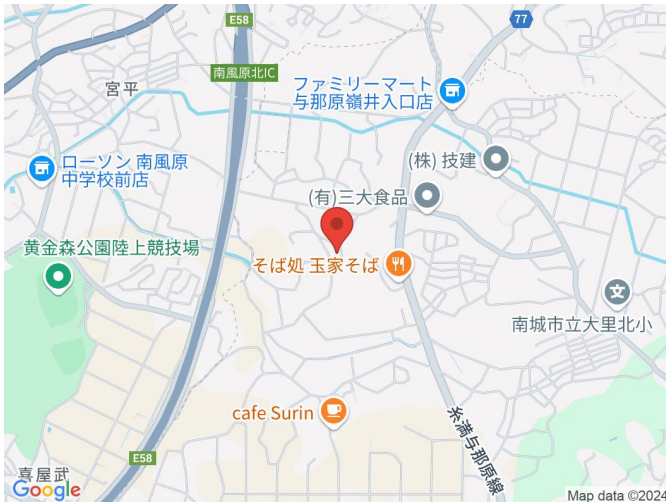 E58
77
南風原北IC
宮平
ファミリーマート
与那原嶺井入口店
(株) 技建
ローソン 南風原
中学校前店
(有)三大食品
黄金森公園陸上競技場
そば処 玉家そば
文
南城市立大里北小
cafe Surin
糸満与那原線
E58
喜屋武
Google
Map data ©2024